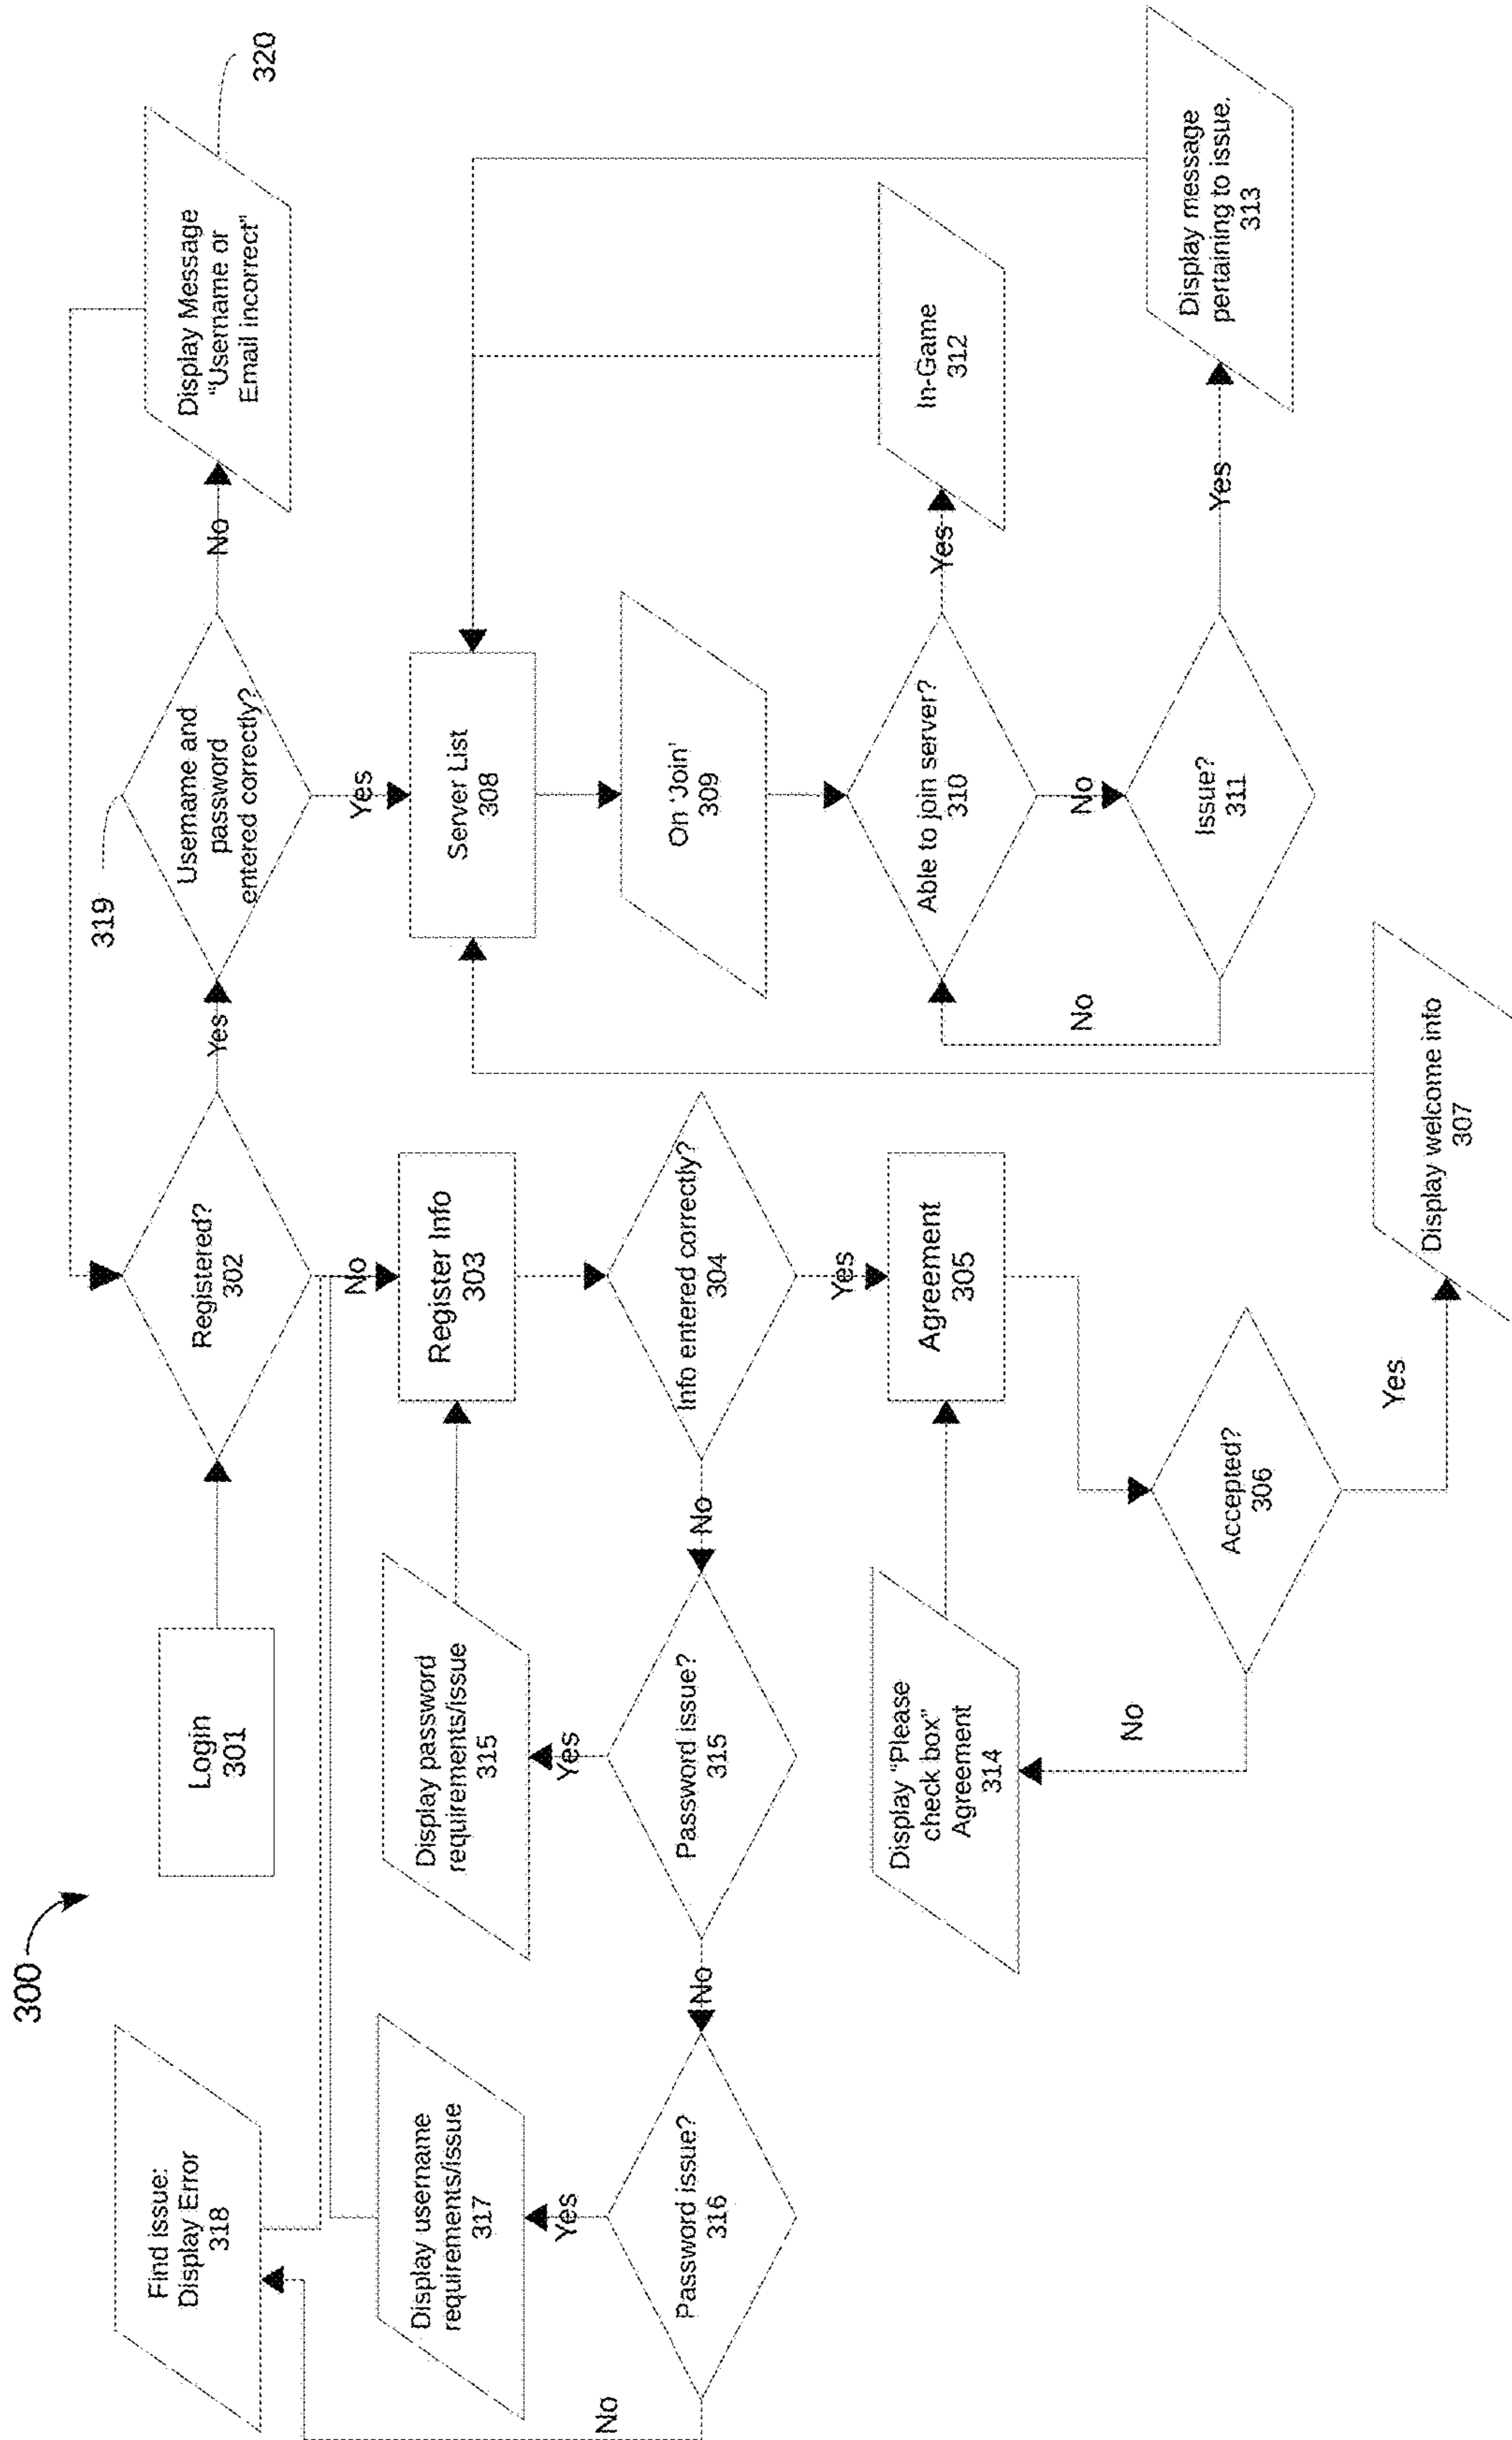 300
Login
301
Registered?
302
Yes
319
Username and
password
entered correctly?
No
Display Message
“Username or
Email incorrect”
320
Find issue:
Display Error
318
No
Yes
Display username
requirements/issue
317
Display password
requirements/issue
315
Register Info
303
Server List
308
Yes
Yes
On ‘Join’
309
No
Password issue?
316
No
Password issue?
315
No
Info entered correctly?
304
Yes
Display “Please
check box”
Agreement
314
Agreement
305
Able to join server?
310
Yes
In-Game
312
No
No
No
Accepted?
306
Issue?
311
Yes
Display message
pertaining to issue.
313
Yes
Display welcome into
307